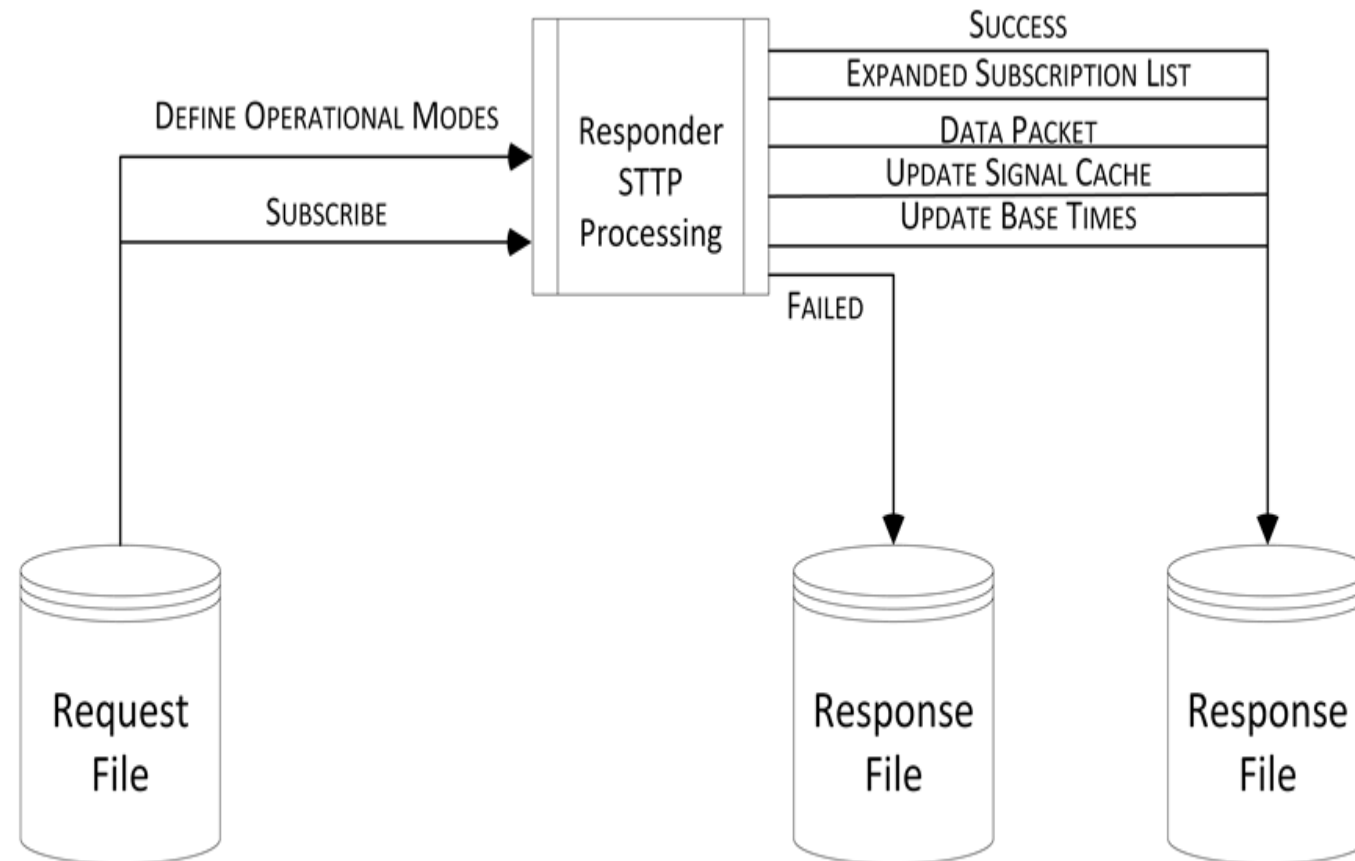 SUCCESS
EXPANDED SUBSCRIPTION LIST
DEFINE OPERATIONAL MODES
DATA PACKET
Responder
STTP
Processing
UPDATE SIGNAL CACHE
SUBSCRIBE
UPDATE BASE TIMES
FAILED
Request
File
Response
File
Response
File